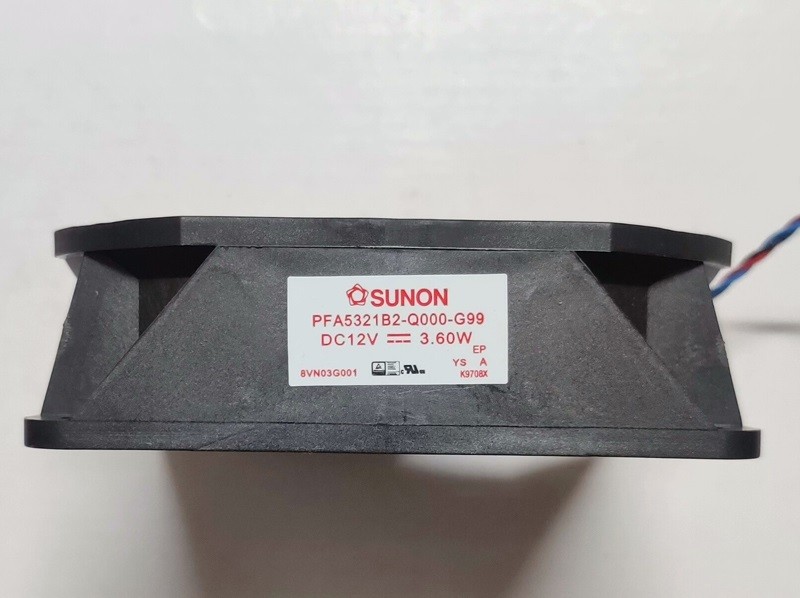 SUNON
PFA5321B2-Q000-G99
DC12V ⎓ 3.60W
EP
YS A
8VN03G001
K9708X